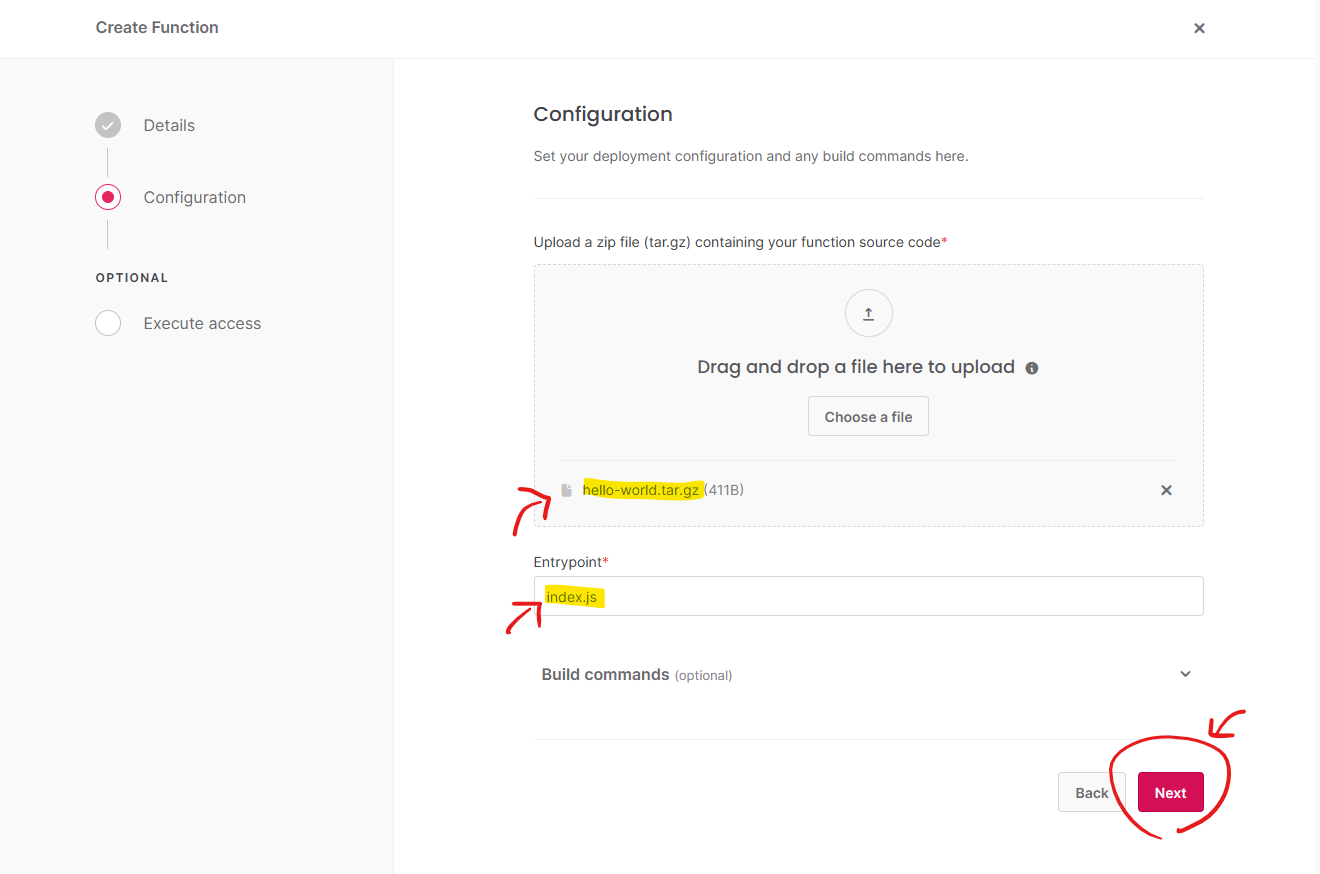 Create Function
Details
Configuration
OPTIONAL
Execute access
Configuration
Set your deployment configuration and any build commands here.
Upload a zip file (tar.gz) containing your function source code*
Drag and drop a file here to upload
Choose a file
hello-world.tar.gz (411B)
Entrypoint*
index.js
Build commands (optional)
Back Next